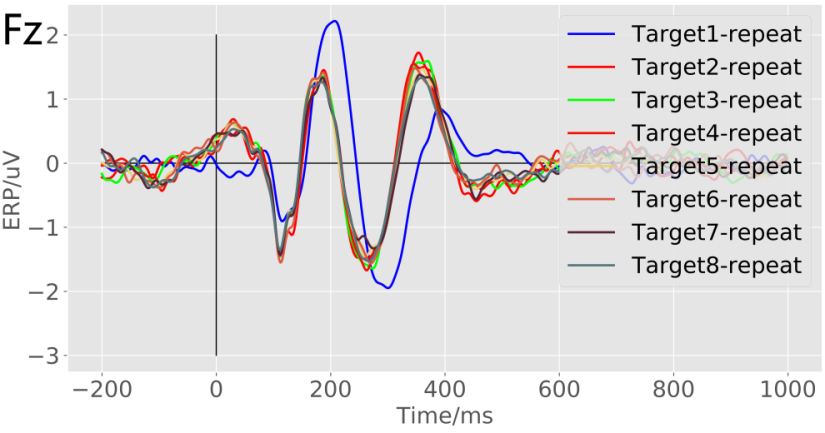 Fz
ERP/uV
2
1
0
−1
−2
−3
−200 0 200 400 600 800 1000
Time/ms
Target1-repeat
Target2-repeat
Target3-repeat
Target4-repeat
Target5-repeat
Target6-repeat
Target7-repeat
Target8-repeat